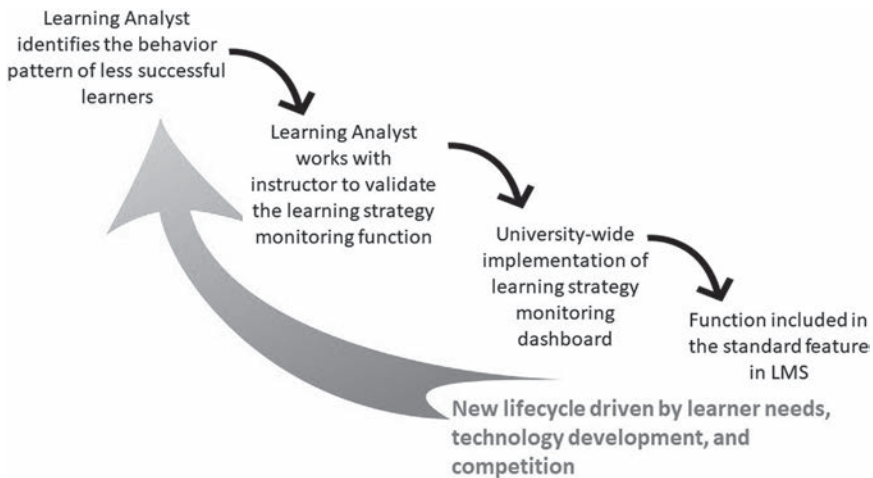 Learning Analyst
identifies the behavior
pattern of less successful
learners
Learning Analyst
works with
instructor to validate
the learning strategy
monitoring function
University-wide
implementation of
learning strategy
monitoring
dashboard
Function included in
the standard feature
in LMS
New lifecycle driven by learner needs,
technology development, and
competition